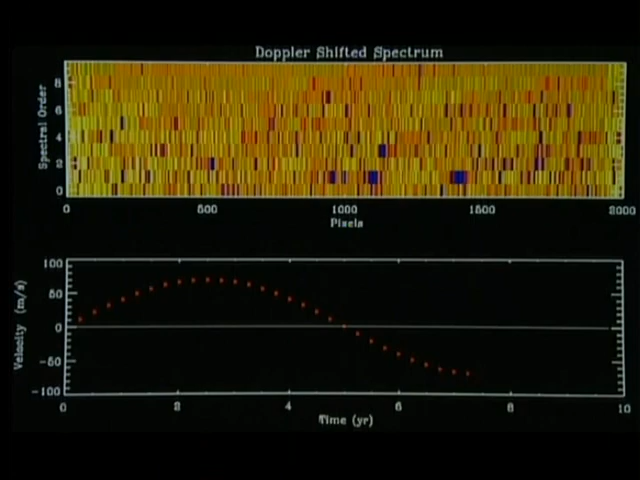 Doppler Shifted Spectrum
Spectral Order
8
6
4
2
0
0 500 1000 1500 2000
Pixels
Velocity (m/s)
100
50
0
-50
-100
0 2 4 6 8 10
Time (yr)